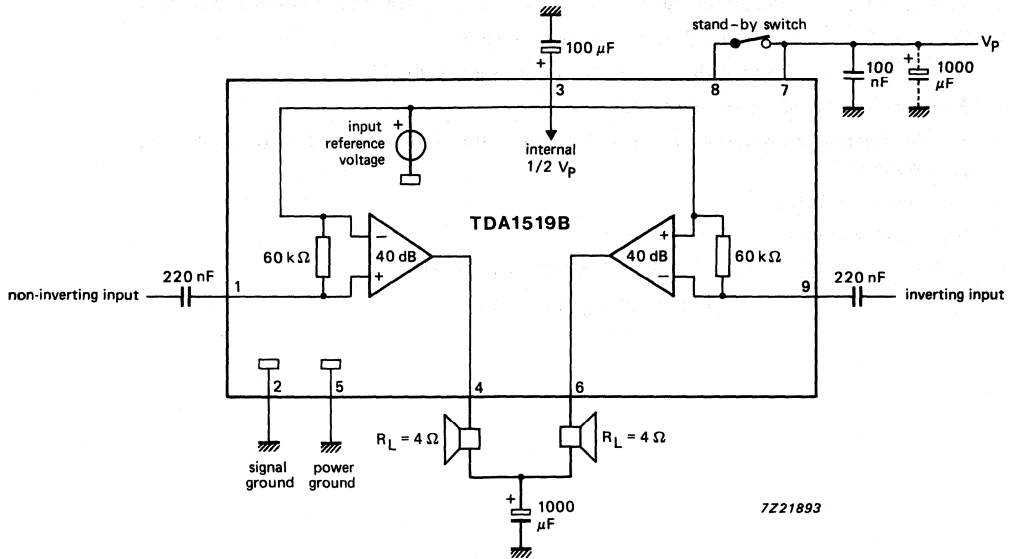 stand-by switch
100 µF
+
VP
100
nF
+
1000
µF
3
8
7
input
reference
voltage
+
internal
1/2 VP
TDA1519B
60 kΩ
−
40 dB
+
+
40 dB
−
60 kΩ
220 nF
non-inverting input
1
9
220 nF
inverting input
2
5
4
6
RL = 4 Ω
RL = 4 Ω
signal
ground
power
ground
+
1000
µF
7Z21893